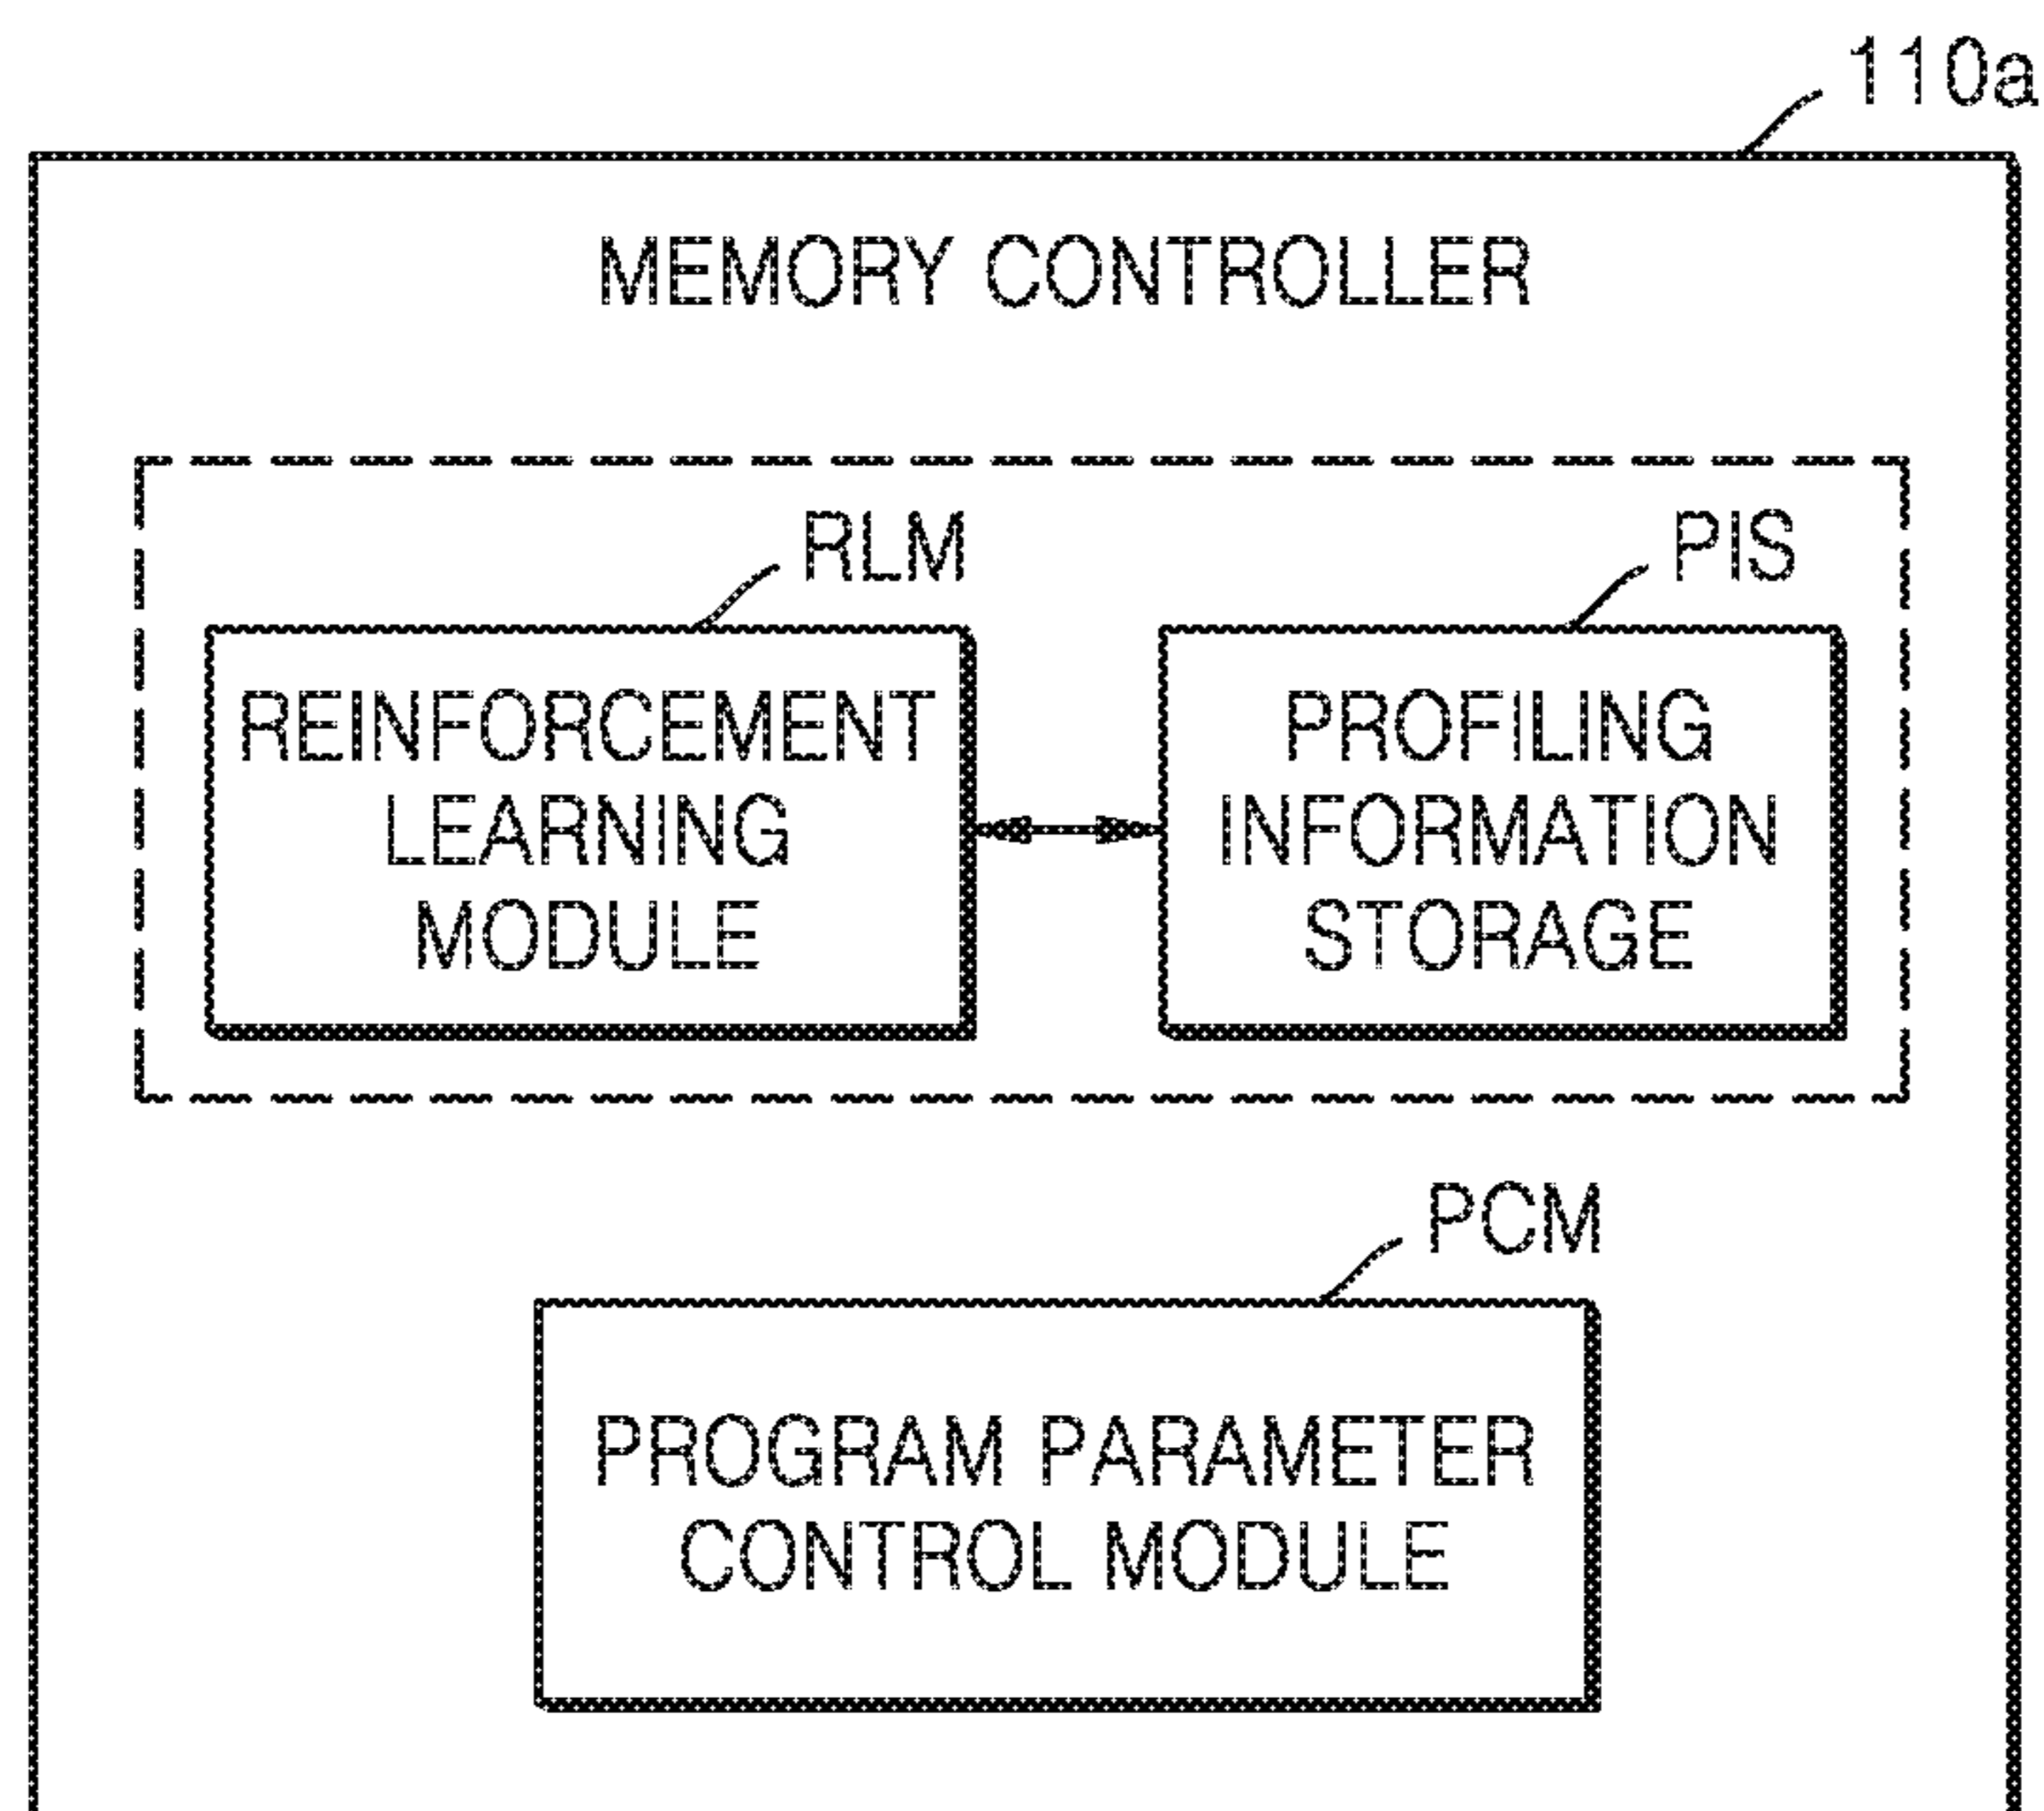 110a
MEMORY CONTROLLER
RLM
PIS
REINFORCEMENT
LEARNING
MODULE
PROFILING
INFORMATION
STORAGE
PCM
PROGRAM PARAMETER
CONTROL MODULE